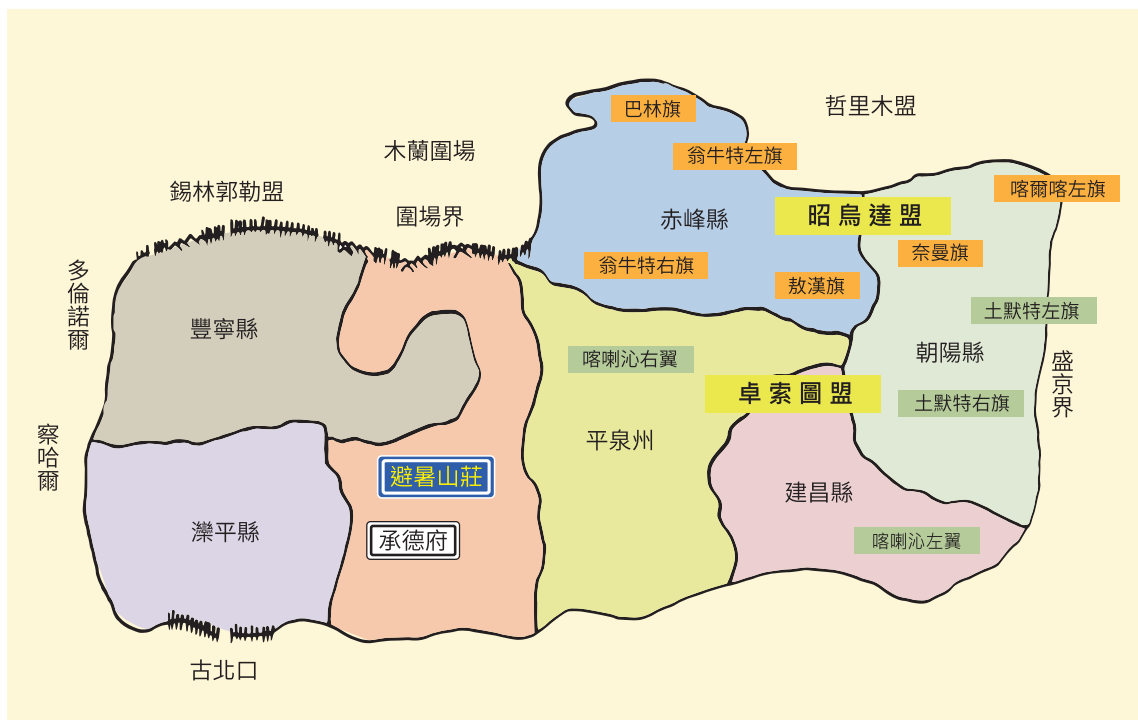 巴林旗
哲里木盟
木蘭圍場
翁牛特左旗
錫林郭勒盟
喀爾喀左旗
圍場界
赤峰縣
昭烏達盟
奈曼旗
翁牛特右旗
敖漢旗
多倫諾爾
土默特左旗
豐寧縣
喀喇沁右翼
朝陽縣
盛京界
卓索圖盟
土默特右旗
平泉州
察哈爾
避暑山莊
建昌縣
灤平縣
承德府
喀喇沁左翼
古北口